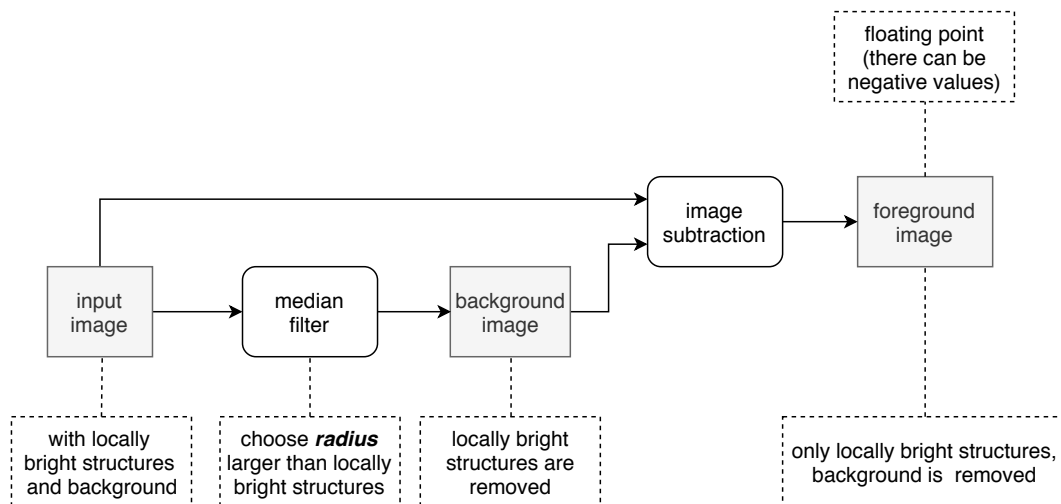 floating point
(there can be
negative values)
image
subtraction
foreground
image
input
image
median
filter
background
image
with locally
bright structures
and background
choose radius
larger than locally
bright structures
locally bright
structures are
removed
only locally bright structures,
background is removed